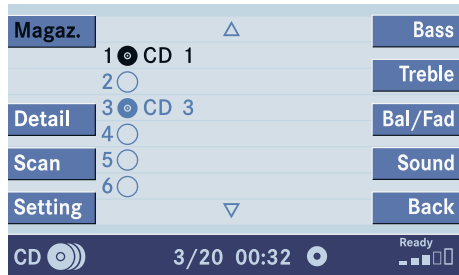 Magaz.
Bass
1 CD 1
2
Treble
3 CD 3
Detail
Bal/Fad
4
Scan
5
Sound
6
Setting
Back
CD
3/20 00:32
Ready